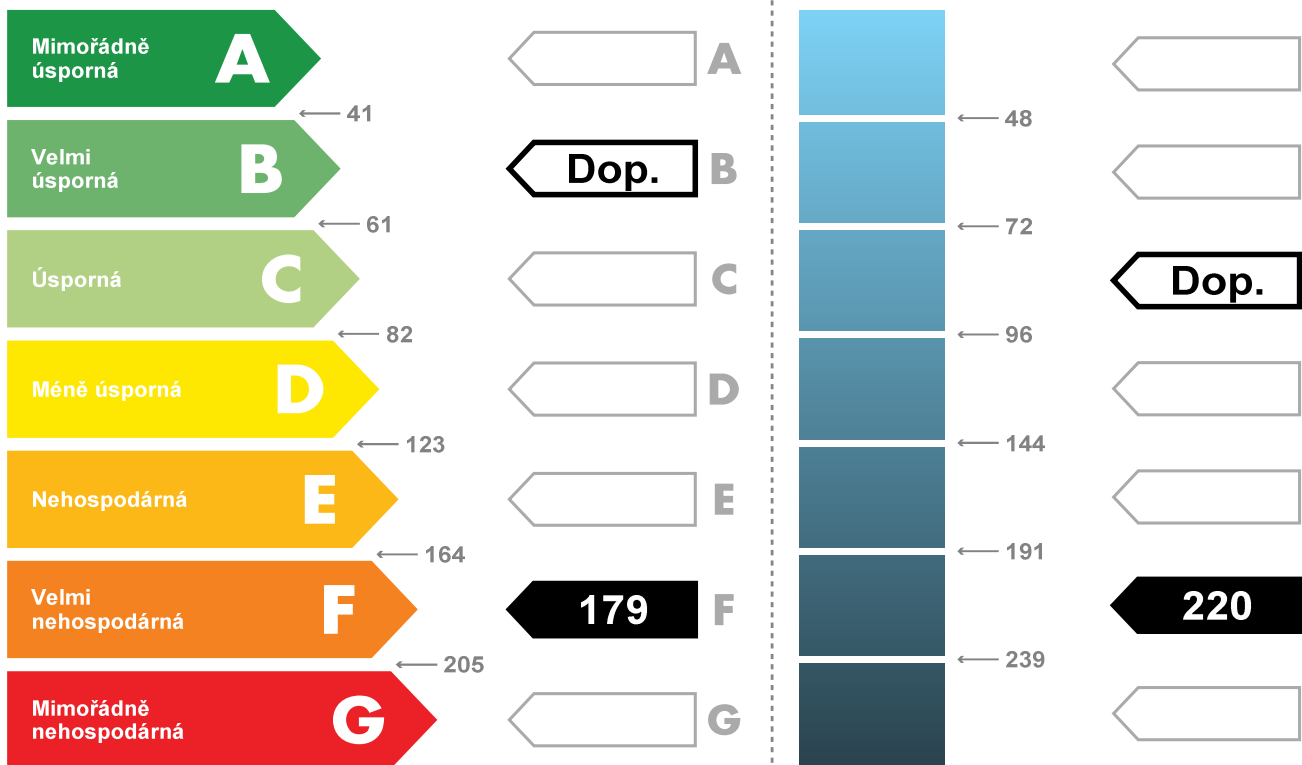 Mimořádně
úsporná
A
A
41
48
Velmi
úsporná
B
Dop.
B
61
72
Úsporná
C
C
Dop.
82
96
Méně úsporná
D
D
123
144
Nehospodárná
E
E
164
191
Velmi
nehospodárná
F
179
F
220
205
239
Mimořádně
nehospodárná
G
G